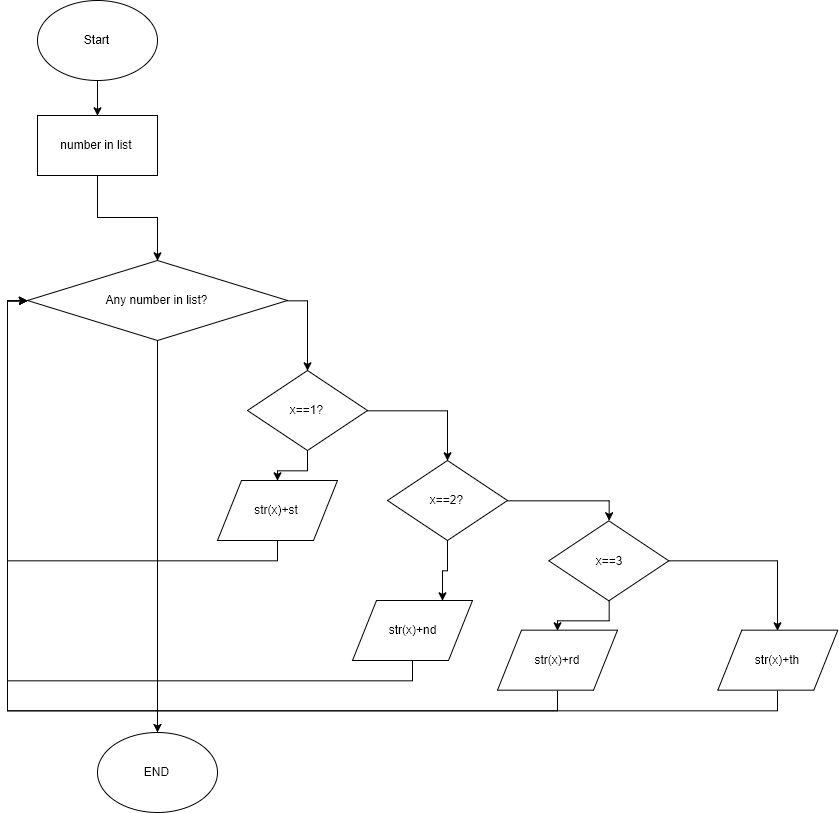 Start
number in list
Any number in list?
x==1?
str(x)+st
x==2?
str(x)+nd
x==3
str(x)+rd
str(x)+th
END